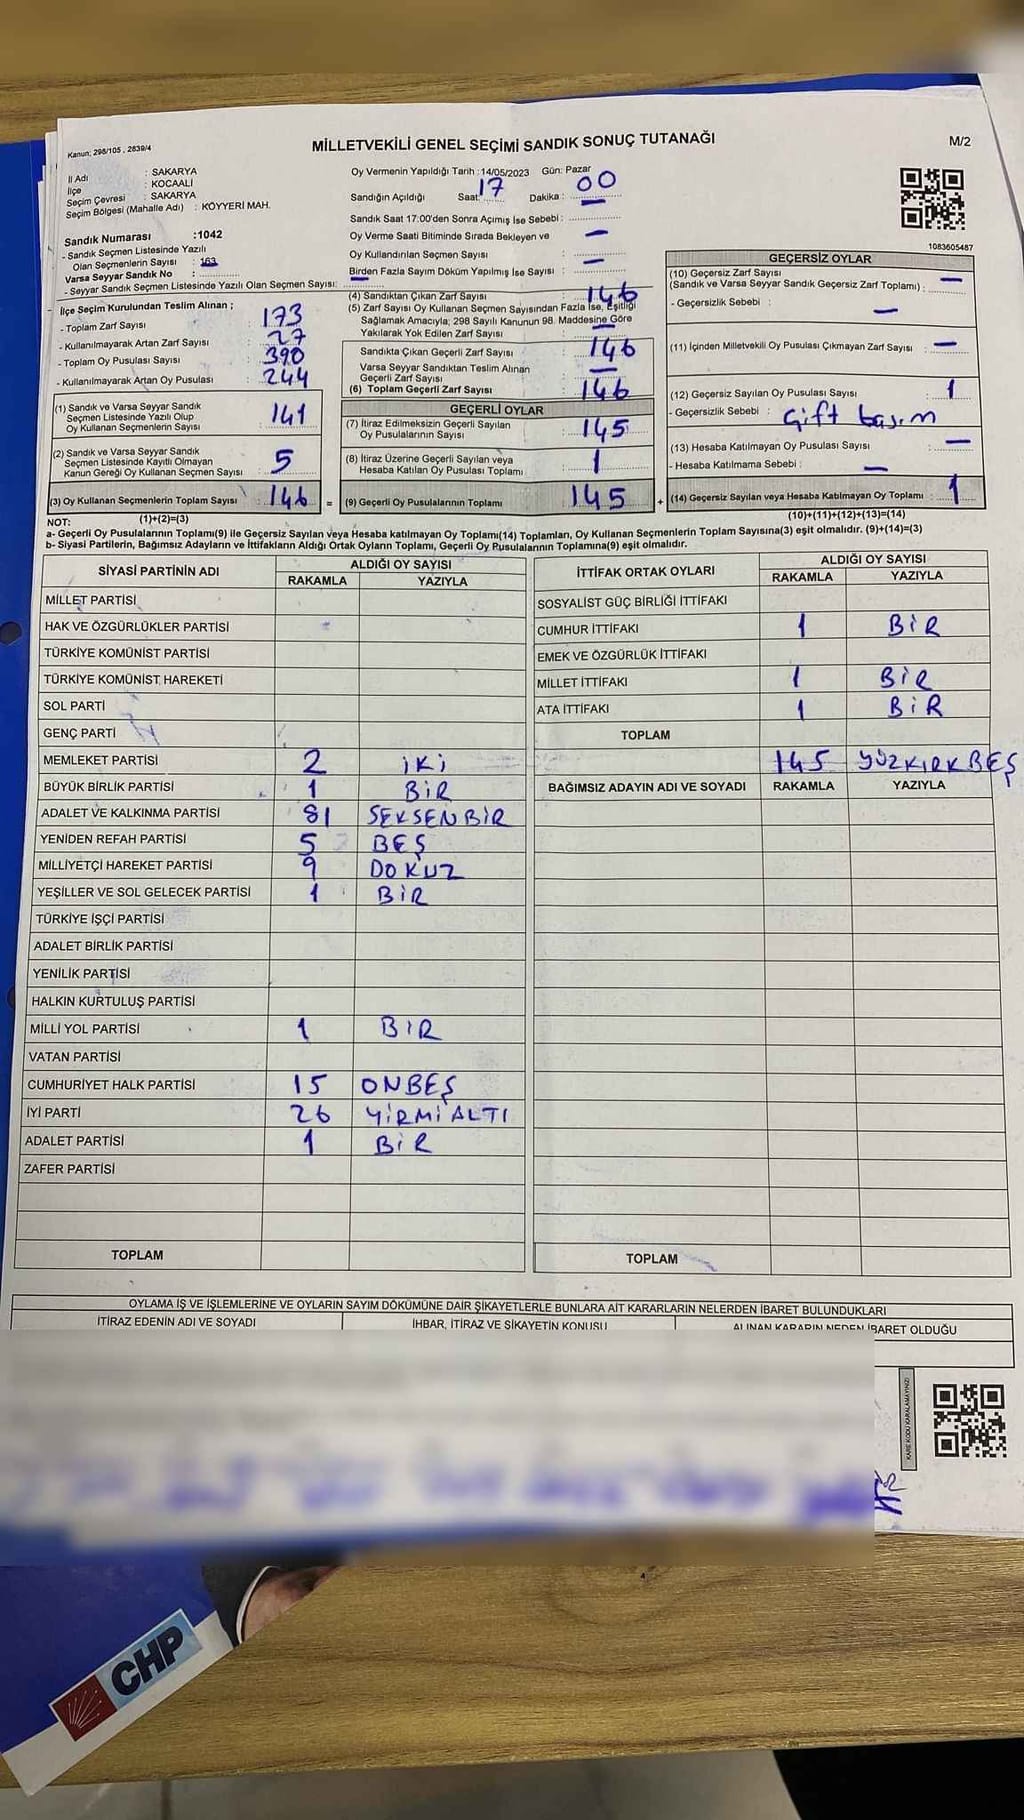 Kanun: 298/105 , 2839/4
MİLLETVEKİLİ GENEL SEÇİMİ SANDIK SONUÇ TUTANAĞI
M/2
İl Adı : SAKARYA
İlçe : KOCAALİ
Seçim Çevresi : SAKARYA
Seçim Bölgesi (Mahalle Adı) : KÖYYERİ MAH.
Sandık Numarası :1042
- Sandık Seçmen Listesinde Yazılı
Olan Seçmenlerin Sayısı : 163
Varsa Seyyar Sandık No :
- Seyyar Sandık Seçmen Listesinde Yazılı Olan Seçmen Sayısı:
İlçe Seçim Kurulundan Teslim Alınan ;
- Toplam Zarf Sayısı : 173
- Kullanılmayarak Artan Zarf Sayısı : 27
- Toplam Oy Pusulası Sayısı : 390
- Kullanılmayarak Artan Oy Pusulası : 244
(1) Sandık ve Varsa Seyyar Sandık
Seçmen Listesinde Yazılı Olup
Oy Kullanan Seçmenlerin Sayısı : 141
(2) Sandık ve Varsa Seyyar Sandık
Seçmen Listesinde Kayıtlı Olmayan
Kanun Gereği Oy Kullanan Seçmen Sayısı : 5
(3) Oy Kullanan Seçmenlerin Toplam Sayısı : 146 =
(1)+(2)=(3)
Oy Vermenin Yapıldığı Tarih :14/05/2023 Gün: Pazar
Sandığın Açıldığı Saat: 17 Dakika : 00
Sandık Saat 17:00'den Sonra Açımış İse Sebebi :
Oy Verme Saati Bitiminde Sırada Bekleyen ve : —
Oy Kullandırılan Seçmen Sayısı : —
Birden Fazla Sayım Döküm Yapılmış İse Sayısı :
(4) Sandıktan Çıkan Zarf Sayısı : 146
(5) Zarf Sayısı Oy Kullanan Seçmen Sayısından Fazla İse, Eşitliği
Sağlamak Amacıyla; 298 Sayılı Kanunun 98. Maddesine Göre
Yakılarak Yok Edilen Zarf Sayısı : —
Sandıkta Çıkan Geçerli Zarf Sayısı : 146
Varsa Seyyar Sandıktan Teslim Alınan
Geçerli Zarf Sayısı : —
(6) Toplam Geçerli Zarf Sayısı : 146
GEÇERLİ OYLAR
(7) İtiraz Edilmeksizin Geçerli Sayılan
Oy Pusulalarının Sayısı : 145
(8) İtiraz Üzerine Geçerli Sayılan veya
Hesaba Katılan Oy Pusulası Toplamı : 1
(9) Geçerli Oy Pusulalarının Toplamı : 145 +
1083605487
GEÇERSİZ OYLAR
(10) Geçersiz Zarf Sayısı
(Sandık ve Varsa Seyyar Sandık Geçersiz Zarf Toplamı) : —
- Geçersizlik Sebebi : —
(11) İçinden Milletvekili Oy Pusulası Çıkmayan Zarf Sayısı : —
(12) Geçersiz Sayılan Oy Pusulası Sayısı : 1
- Geçersizlik Sebebi : Çift basım
(13) Hesaba Katılmayan Oy Pusulası Sayısı : —
- Hesaba Katılmama Sebebi : —
(14) Geçersiz Sayılan veya Hesaba Katılmayan Oy Toplamı : 1
(10)+(11)+(12)+(13)=(14)
NOT:
a- Geçerli Oy Pusulalarının Toplamı(9) ile Geçersiz Sayılan veya Hesaba katılmayan Oy Toplamı(14) Toplamları, Oy Kullanan Seçmenlerin Toplam Sayısına(3) eşit olmalıdır. (9)+(14)=(3)
b- Siyasi Partilerin, Bağımsız Adayların ve İttifakların Aldığı Ortak Oyların Toplamı, Geçerli Oy Pusulalarının Toplamına(9) eşit olmalıdır.
SİYASİ PARTİNİN ADI ALDIĞI OY SAYISI
RAKAMLA YAZIYLA
MİLLET PARTİSİ
HAK VE ÖZGÜRLÜKLER PARTİSİ
TÜRKİYE KOMÜNİST PARTİSİ
TÜRKİYE KOMÜNİST HAREKETİ
SOL PARTİ
GENÇ PARTİ
MEMLEKET PARTİSİ 2 İKİ
BÜYÜK BİRLİK PARTİSİ 1 BİR
ADALET VE KALKINMA PARTİSİ 81 SEKSENBİR
YENİDEN REFAH PARTİSİ 5 BEŞ
MİLLİYETÇİ HAREKET PARTİSİ 9 DOKUZ
YEŞİLLER VE SOL GELECEK PARTİSİ 1 BİR
TÜRKİYE İŞÇİ PARTİSİ
ADALET BİRLİK PARTİSİ
YENİLİK PARTİSİ
HALKIN KURTULUŞ PARTİSİ
MİLLİ YOL PARTİSİ 1 BİR
VATAN PARTİSİ
CUMHURİYET HALK PARTİSİ 15 ONBEŞ
İYİ PARTİ 26 YİRMİALTI
ADALET PARTİSİ 1 BİR
ZAFER PARTİSİ
TOPLAM
İTTİFAK ORTAK OYLARI ALDIĞI OY SAYISI
RAKAMLA YAZIYLA
SOSYALİST GÜÇ BİRLİĞİ İTTİFAKI
CUMHUR İTTİFAKI 1 BİR
EMEK VE ÖZGÜRLÜK İTTİFAKI
MİLLET İTTİFAKI 1 BİR
ATA İTTİFAKI 1 BİR
TOPLAM
145 YÜZKIRKBEŞ
BAĞIMSIZ ADAYIN ADI VE SOYADI RAKAMLA YAZIYLA
TOPLAM
OYLAMA İŞ VE İŞLEMLERİNE VE OYLARIN SAYIM DÖKÜMÜNE DAİR ŞİKAYETLERLE BUNLARA AİT KARARLARIN NELERDEN İBARET BULUNDUKLARI
İTİRAZ EDENİN ADI VE SOYADI İHBAR, İTİRAZ VE ŞİKAYETİN KONUSU ALINAN KARARIN NEDEN İBARET OLDUĞU
KARE KODU KARALAMAYINIZ!
CHP